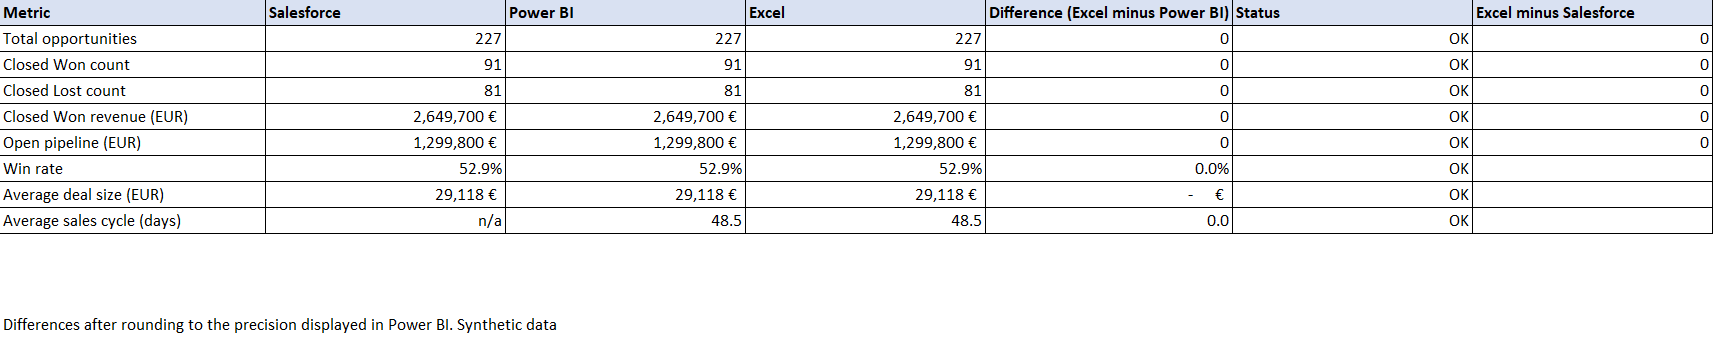 Metric Salesforce Power BI Excel Difference (Excel minus Power BI) Status Excel minus Salesforce
Total opportunities 227 227 227 0 OK 0
Closed Won count 91 91 91 0 OK 0
Closed Lost count 81 81 81 0 OK 0
Closed Won revenue (EUR) 2,649,700 € 2,649,700 € 2,649,700 € 0 OK 0
Open pipeline (EUR) 1,299,800 € 1,299,800 € 1,299,800 € 0 OK 0
Win rate 52.9% 52.9% 52.9% 0.0% OK
Average deal size (EUR) 29,118 € 29,118 € 29,118 € - € OK
Average sales cycle (days) n/a 48.5 48.5 0.0 OK
Differences after rounding to the precision displayed in Power BI. Synthetic data